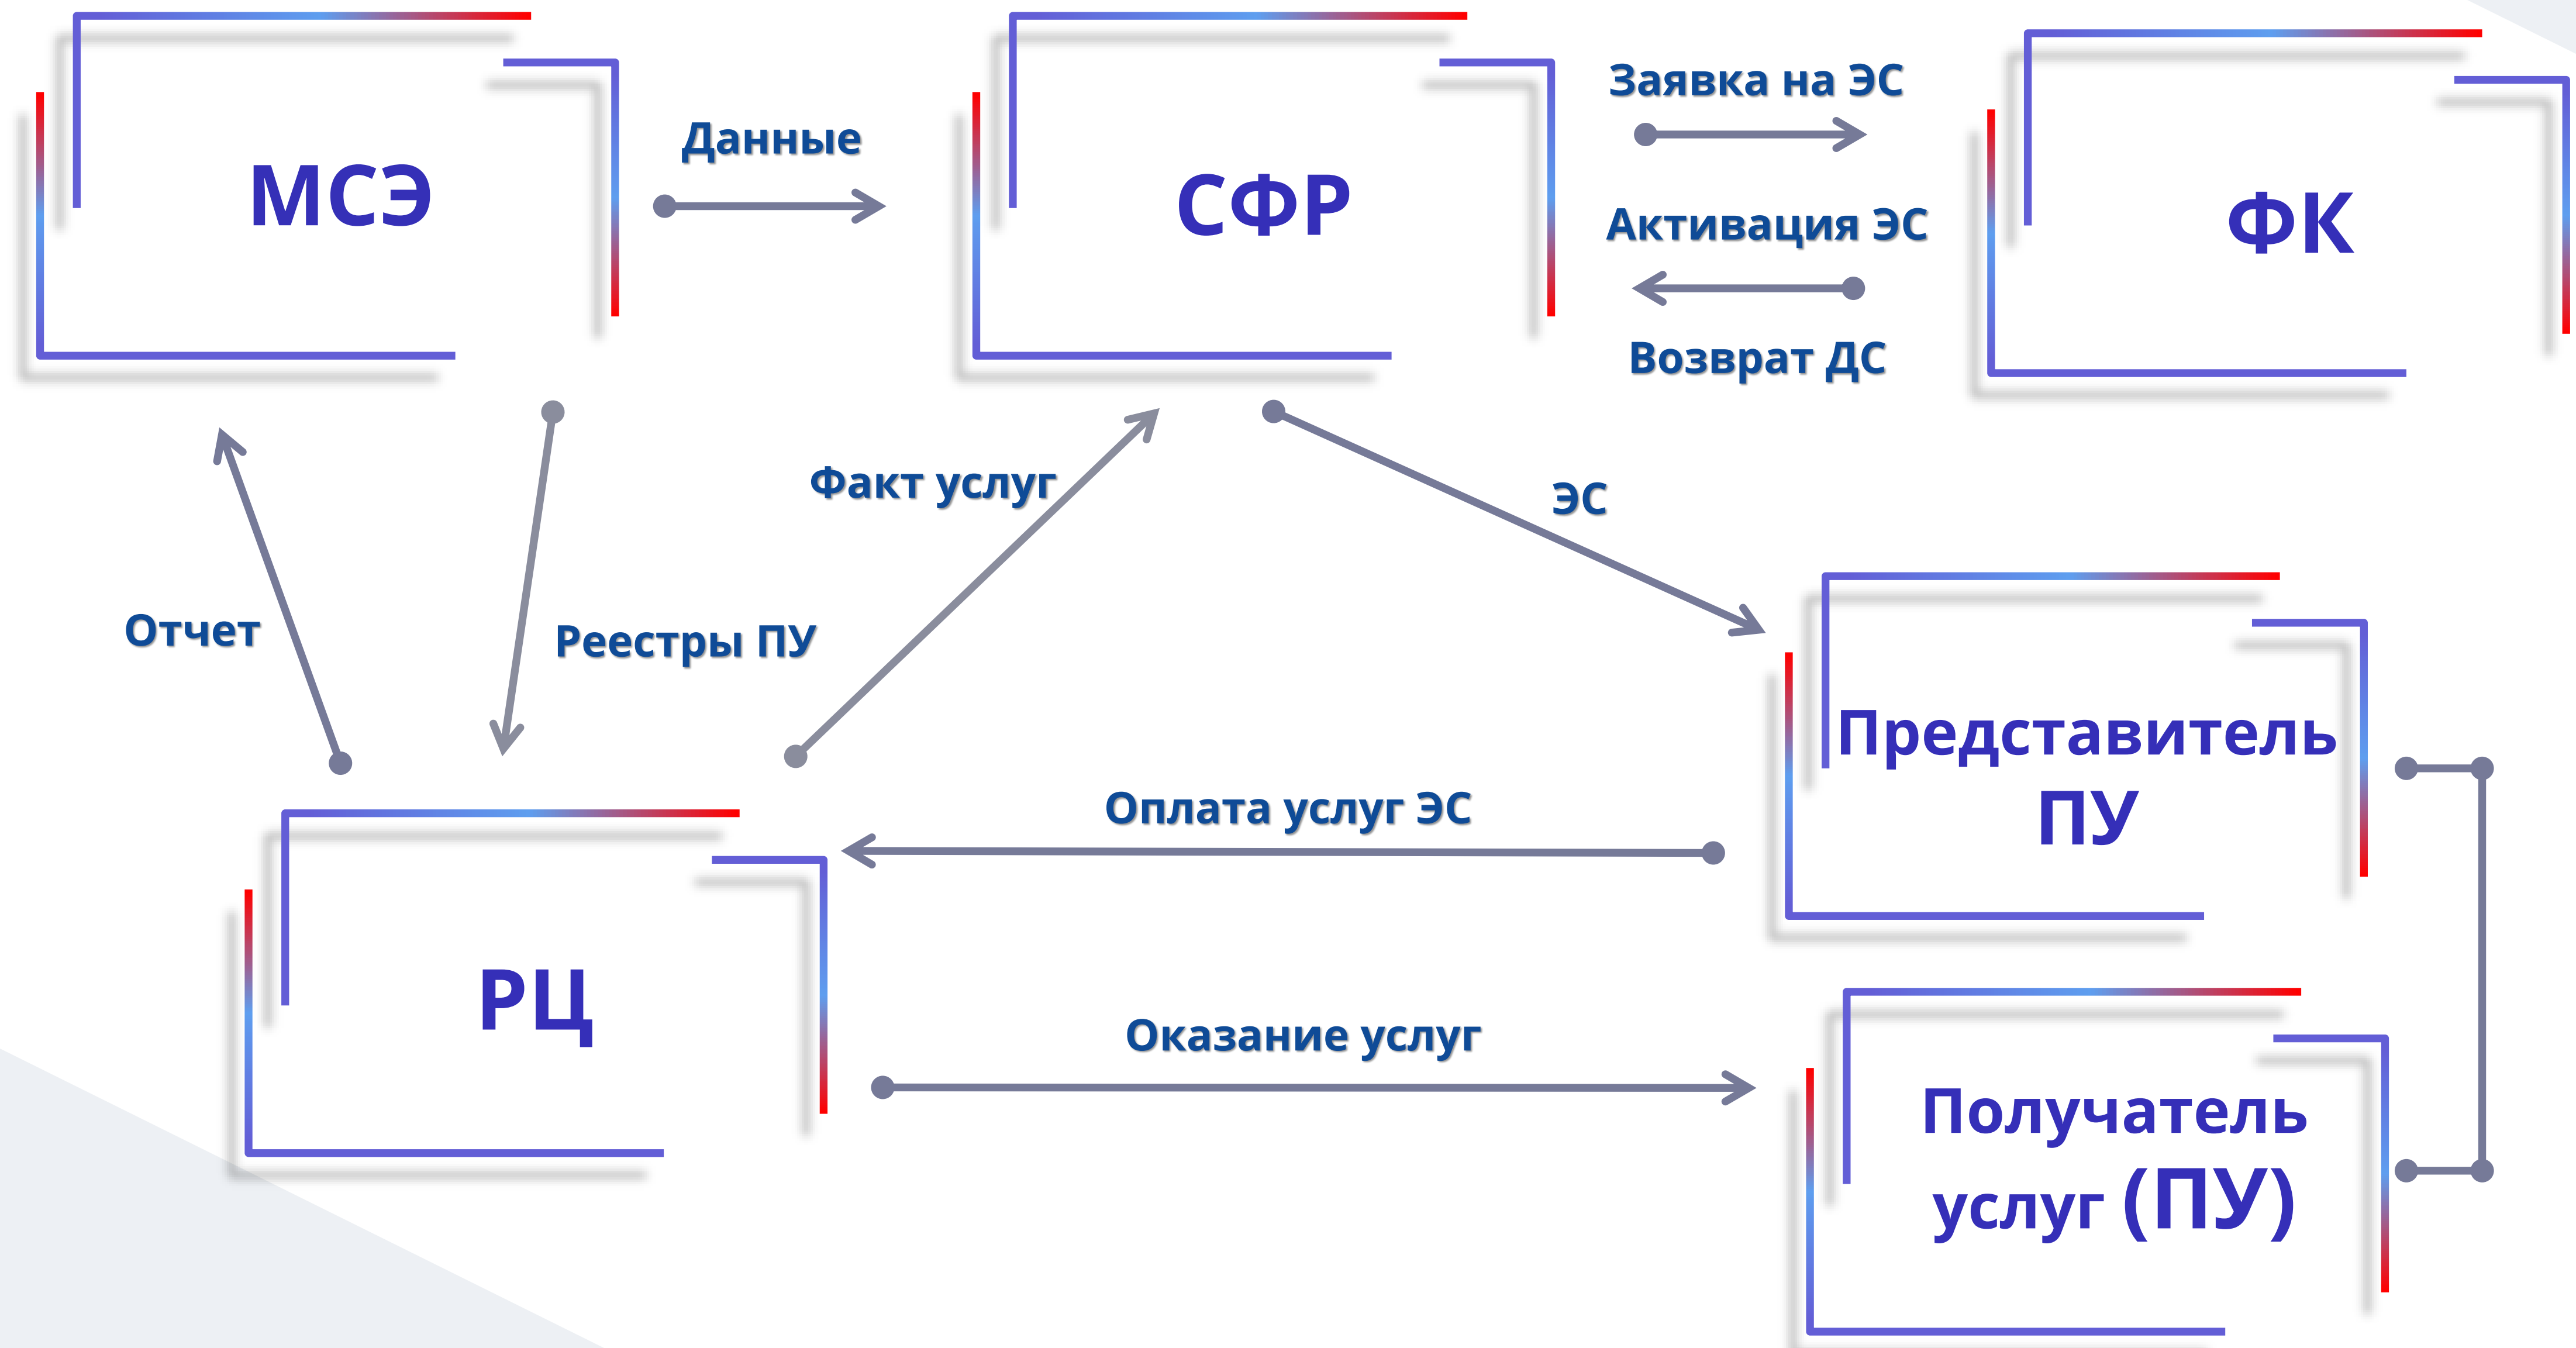 МСЭ
Данные
СФР
Заявка на ЭС
Активация ЭС
Возврат ДС
ФК
Отчет
Реестры ПУ
Факт услуг
ЭС
Представитель
ПУ
Оплата услуг ЭС
РЦ
Оказание услуг
Получатель
услуг (ПУ)